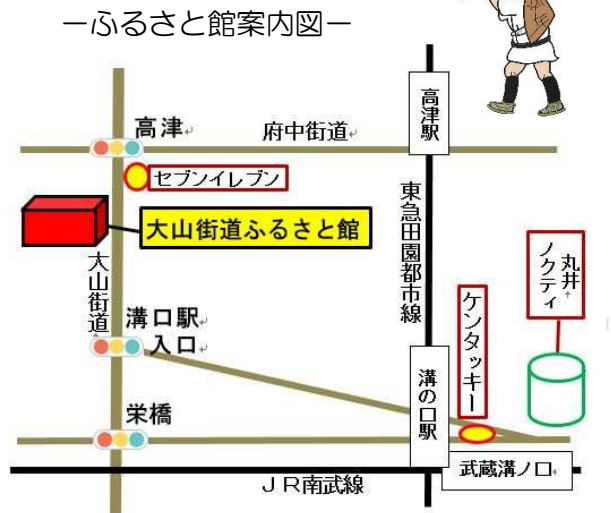 ーふるさと館案内図ー
高津
府中街道
高津駅
セブンイレブン
大山街道ふるさと館
東急田園都市線
丸井
ノクティ
大山街道
溝口駅
入口
ケンタッキー
溝の口駅
栄橋
武蔵溝ノ口
JR南武線